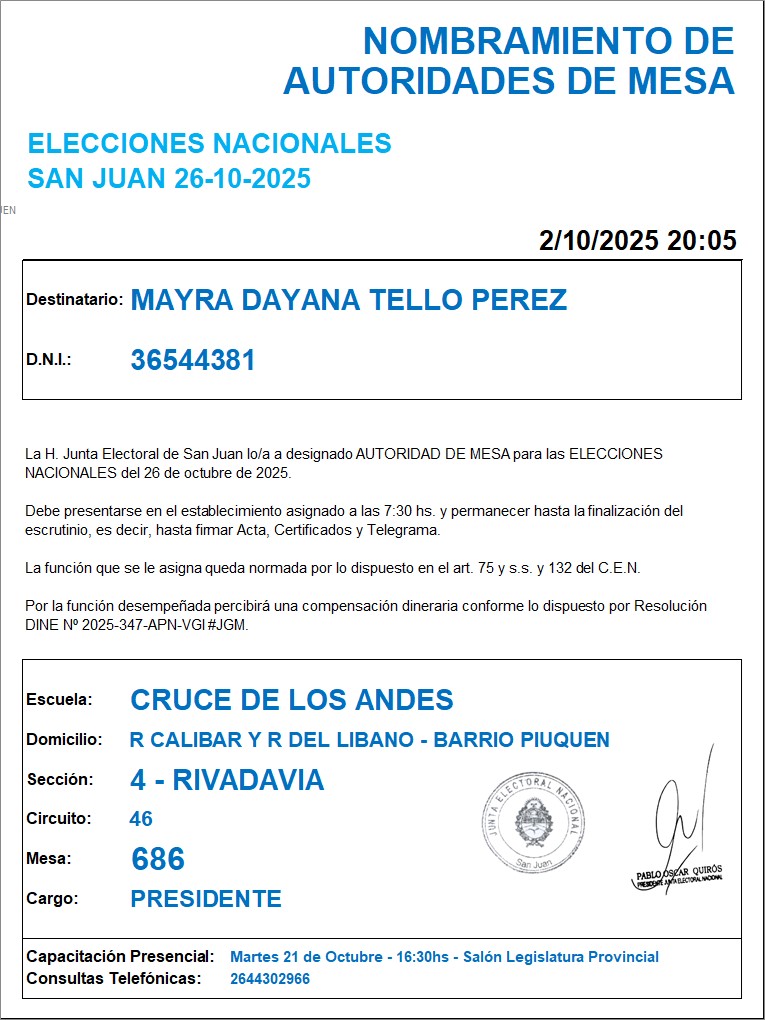 NOMBRAMIENTO DE
AUTORIDADES DE MESA
ELECCIONES NACIONALES
SAN JUAN 26-10-2025
JEN
2/10/2025 20:05
Destinatario: MAYRA DAYANA TELLO PEREZ
D.N.I.: 36544381
La H. Junta Electoral de San Juan lo/a a designado AUTORIDAD DE MESA para las ELECCIONES
NACIONALES del 26 de octubre de 2025.
Debe presentarse en el establecimiento asignado a las 7:30 hs. y permanecer hasta la finalización del
escrutinio, es decir, hasta firmar Acta, Certificados y Telegrama.
La función que se le asigna queda normada por lo dispuesto en el art. 75 y s.s. y 132 del C.E.N.
Por la función desempeñada percibirá una compensación dineraria conforme lo dispuesto por Resolución
DINE Nº 2025-347-APN-VGI#JGM.
Escuela: CRUCE DE LOS ANDES
Domicilio: R CALIBAR Y R DEL LIBANO - BARRIO PIUQUEN
Sección: 4 - RIVADAVIA
Circuito: 46
Mesa: 686
Cargo: PRESIDENTE
JUNTA ELECTORAL NACIONAL
San Juan
PABLO OSCAR QUIRÓS
PRESIDENTE JUNTA ELECTORAL NACIONAL
Capacitación Presencial: Martes 21 de Octubre - 16:30hs - Salón Legislatura Provincial
Consultas Telefónicas: 2644302966